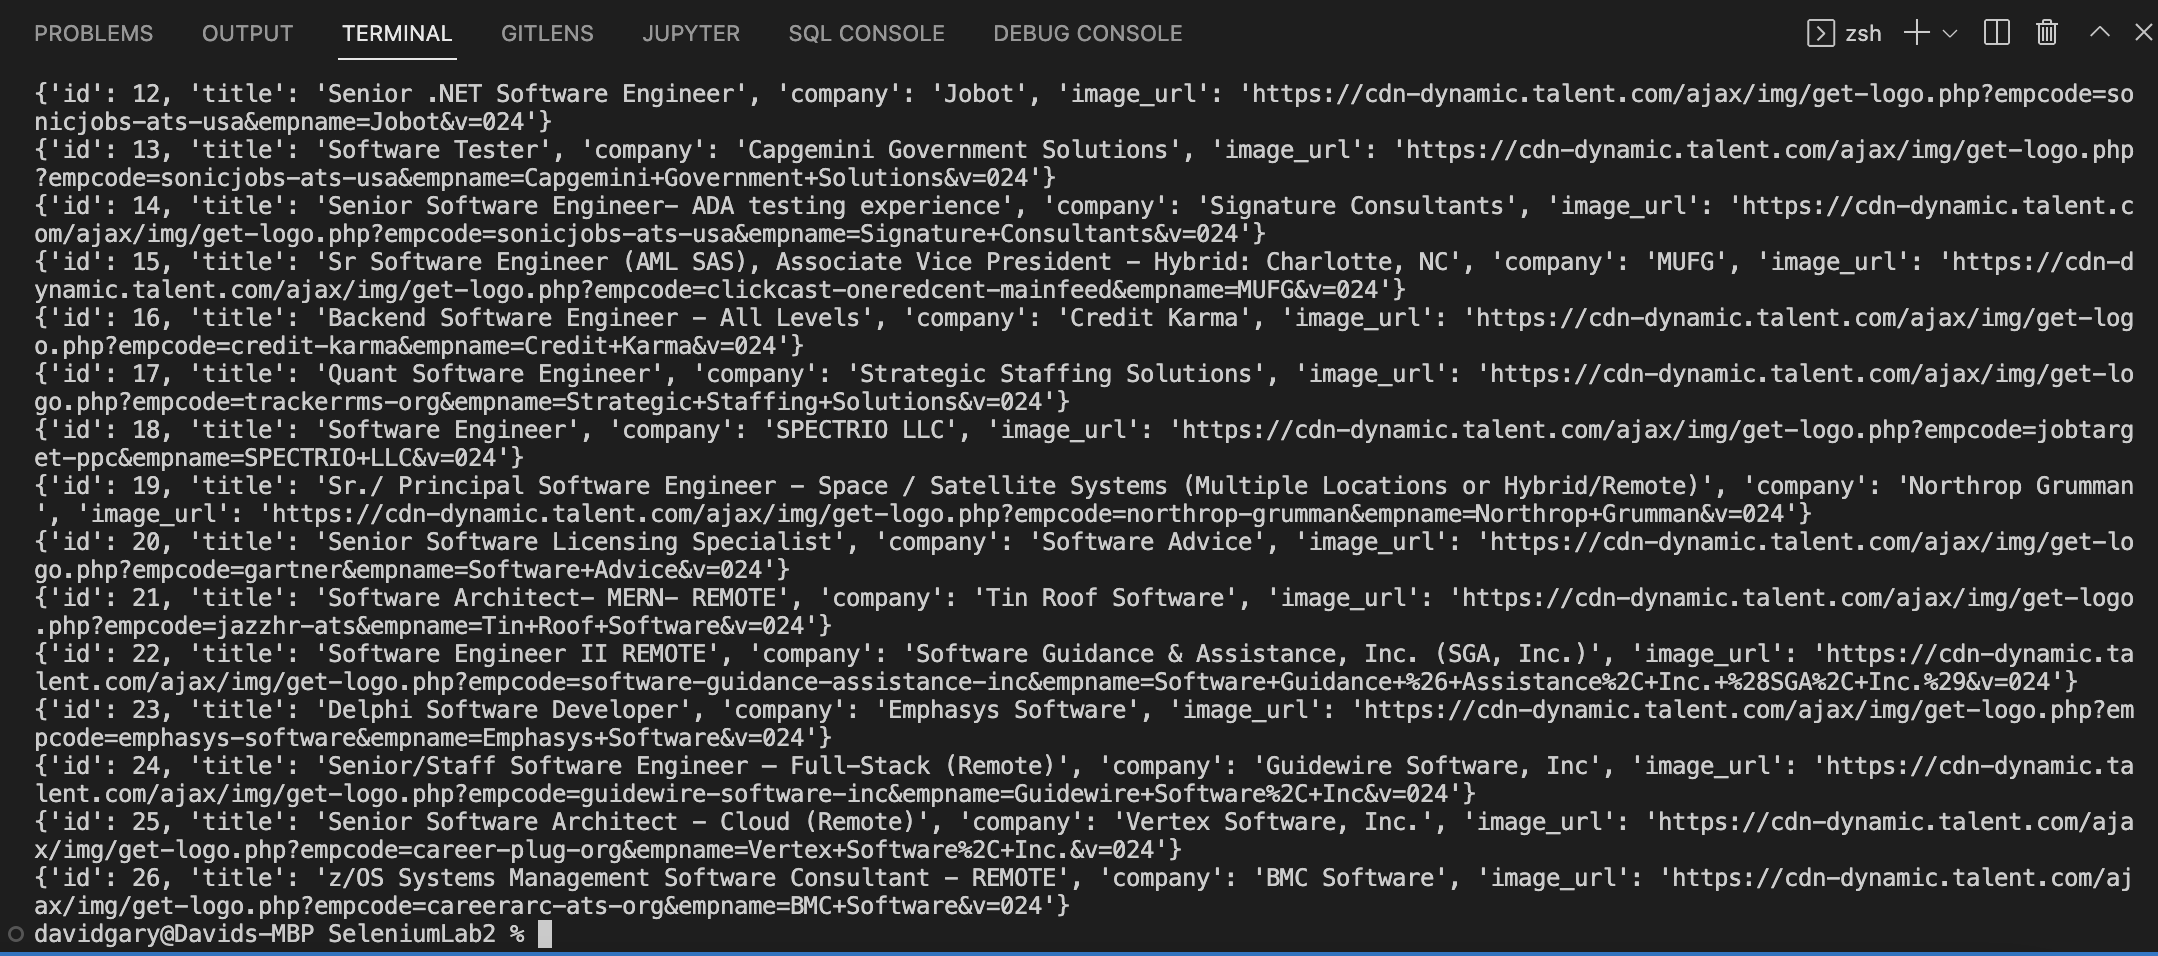 PROBLEMS OUTPUT TERMINAL GITLENS JUPYTER SQL CONSOLE DEBUG CONSOLE zsh
{'id': 12, 'title': 'Senior .NET Software Engineer', 'company': 'Jobot', 'image_url': 'https://cdn-dynamic.talent.com/ajax/img/get-logo.php?empcode=so
nicjobs-ats-usa&empname=Jobot&v=024'}
{'id': 13, 'title': 'Software Tester', 'company': 'Capgemini Government Solutions', 'image_url': 'https://cdn-dynamic.talent.com/ajax/img/get-logo.php
?empcode=sonicjobs-ats-usa&empname=Capgemini+Government+Solutions&v=024'}
{'id': 14, 'title': 'Senior Software Engineer- ADA testing experience', 'company': 'Signature Consultants', 'image_url': 'https://cdn-dynamic.talent.c
om/ajax/img/get-logo.php?empcode=sonicjobs-ats-usa&empname=Signature+Consultants&v=024'}
{'id': 15, 'title': 'Sr Software Engineer (AML SAS), Associate Vice President - Hybrid: Charlotte, NC', 'company': 'MUFG', 'image_url': 'https://cdn-d
ynamic.talent.com/ajax/img/get-logo.php?empcode=clickcast-oneredcent-mainfeed&empname=MUFG&v=024'}
{'id': 16, 'title': 'Backend Software Engineer - All Levels', 'company': 'Credit Karma', 'image_url': 'https://cdn-dynamic.talent.com/ajax/img/get-log
o.php?empcode=credit-karma&empname=Credit+Karma&v=024'}
{'id': 17, 'title': 'Quant Software Engineer', 'company': 'Strategic Staffing Solutions', 'image_url': 'https://cdn-dynamic.talent.com/ajax/img/get-lo
go.php?empcode=trackerrms-org&empname=Strategic+Staffing+Solutions&v=024'}
{'id': 18, 'title': 'Software Engineer', 'company': 'SPECTRIO LLC', 'image_url': 'https://cdn-dynamic.talent.com/ajax/img/get-logo.php?empcode=jobtarg
et-ppc&empname=SPECTRIO+LLC&v=024'}
{'id': 19, 'title': 'Sr./ Principal Software Engineer - Space / Satellite Systems (Multiple Locations or Hybrid/Remote)', 'company': 'Northrop Grumman
', 'image_url': 'https://cdn-dynamic.talent.com/ajax/img/get-logo.php?empcode=northrop-grumman&empname=Northrop+Grumman&v=024'}
{'id': 20, 'title': 'Senior Software Licensing Specialist', 'company': 'Software Advice', 'image_url': 'https://cdn-dynamic.talent.com/ajax/img/get-lo
go.php?empcode=gartner&empname=Software+Advice&v=024'}
{'id': 21, 'title': 'Software Architect- MERN- REMOTE', 'company': 'Tin Roof Software', 'image_url': 'https://cdn-dynamic.talent.com/ajax/img/get-logo
.php?empcode=jazzhr-ats&empname=Tin+Roof+Software&v=024'}
{'id': 22, 'title': 'Software Engineer II REMOTE', 'company': 'Software Guidance & Assistance, Inc. (SGA, Inc.)', 'image_url': 'https://cdn-dynamic.ta
lent.com/ajax/img/get-logo.php?empcode=software-guidance-assistance-inc&empname=Software+Guidance+%26+Assistance%2C+Inc.+%28SGA%2C+Inc.%29&v=024'}
{'id': 23, 'title': 'Delphi Software Developer', 'company': 'Emphasys Software', 'image_url': 'https://cdn-dynamic.talent.com/ajax/img/get-logo.php?em
pcode=emphasys-software&empname=Emphasys+Software&v=024'}
{'id': 24, 'title': 'Senior/Staff Software Engineer – Full-Stack (Remote)', 'company': 'Guidewire Software, Inc', 'image_url': 'https://cdn-dynamic.ta
lent.com/ajax/img/get-logo.php?empcode=guidewire-software-inc&empname=Guidewire+Software%2C+Inc&v=024'}
{'id': 25, 'title': 'Senior Software Architect - Cloud (Remote)', 'company': 'Vertex Software, Inc.', 'image_url': 'https://cdn-dynamic.talent.com/aja
x/img/get-logo.php?empcode=career-plug-org&empname=Vertex+Software%2C+Inc.&v=024'}
{'id': 26, 'title': 'z/OS Systems Management Software Consultant - REMOTE', 'company': 'BMC Software', 'image_url': 'https://cdn-dynamic.talent.com/aj
ax/img/get-logo.php?empcode=careerarc-ats-org&empname=BMC+Software&v=024'}
davidgary@Davids-MBP SeleniumLab2 %